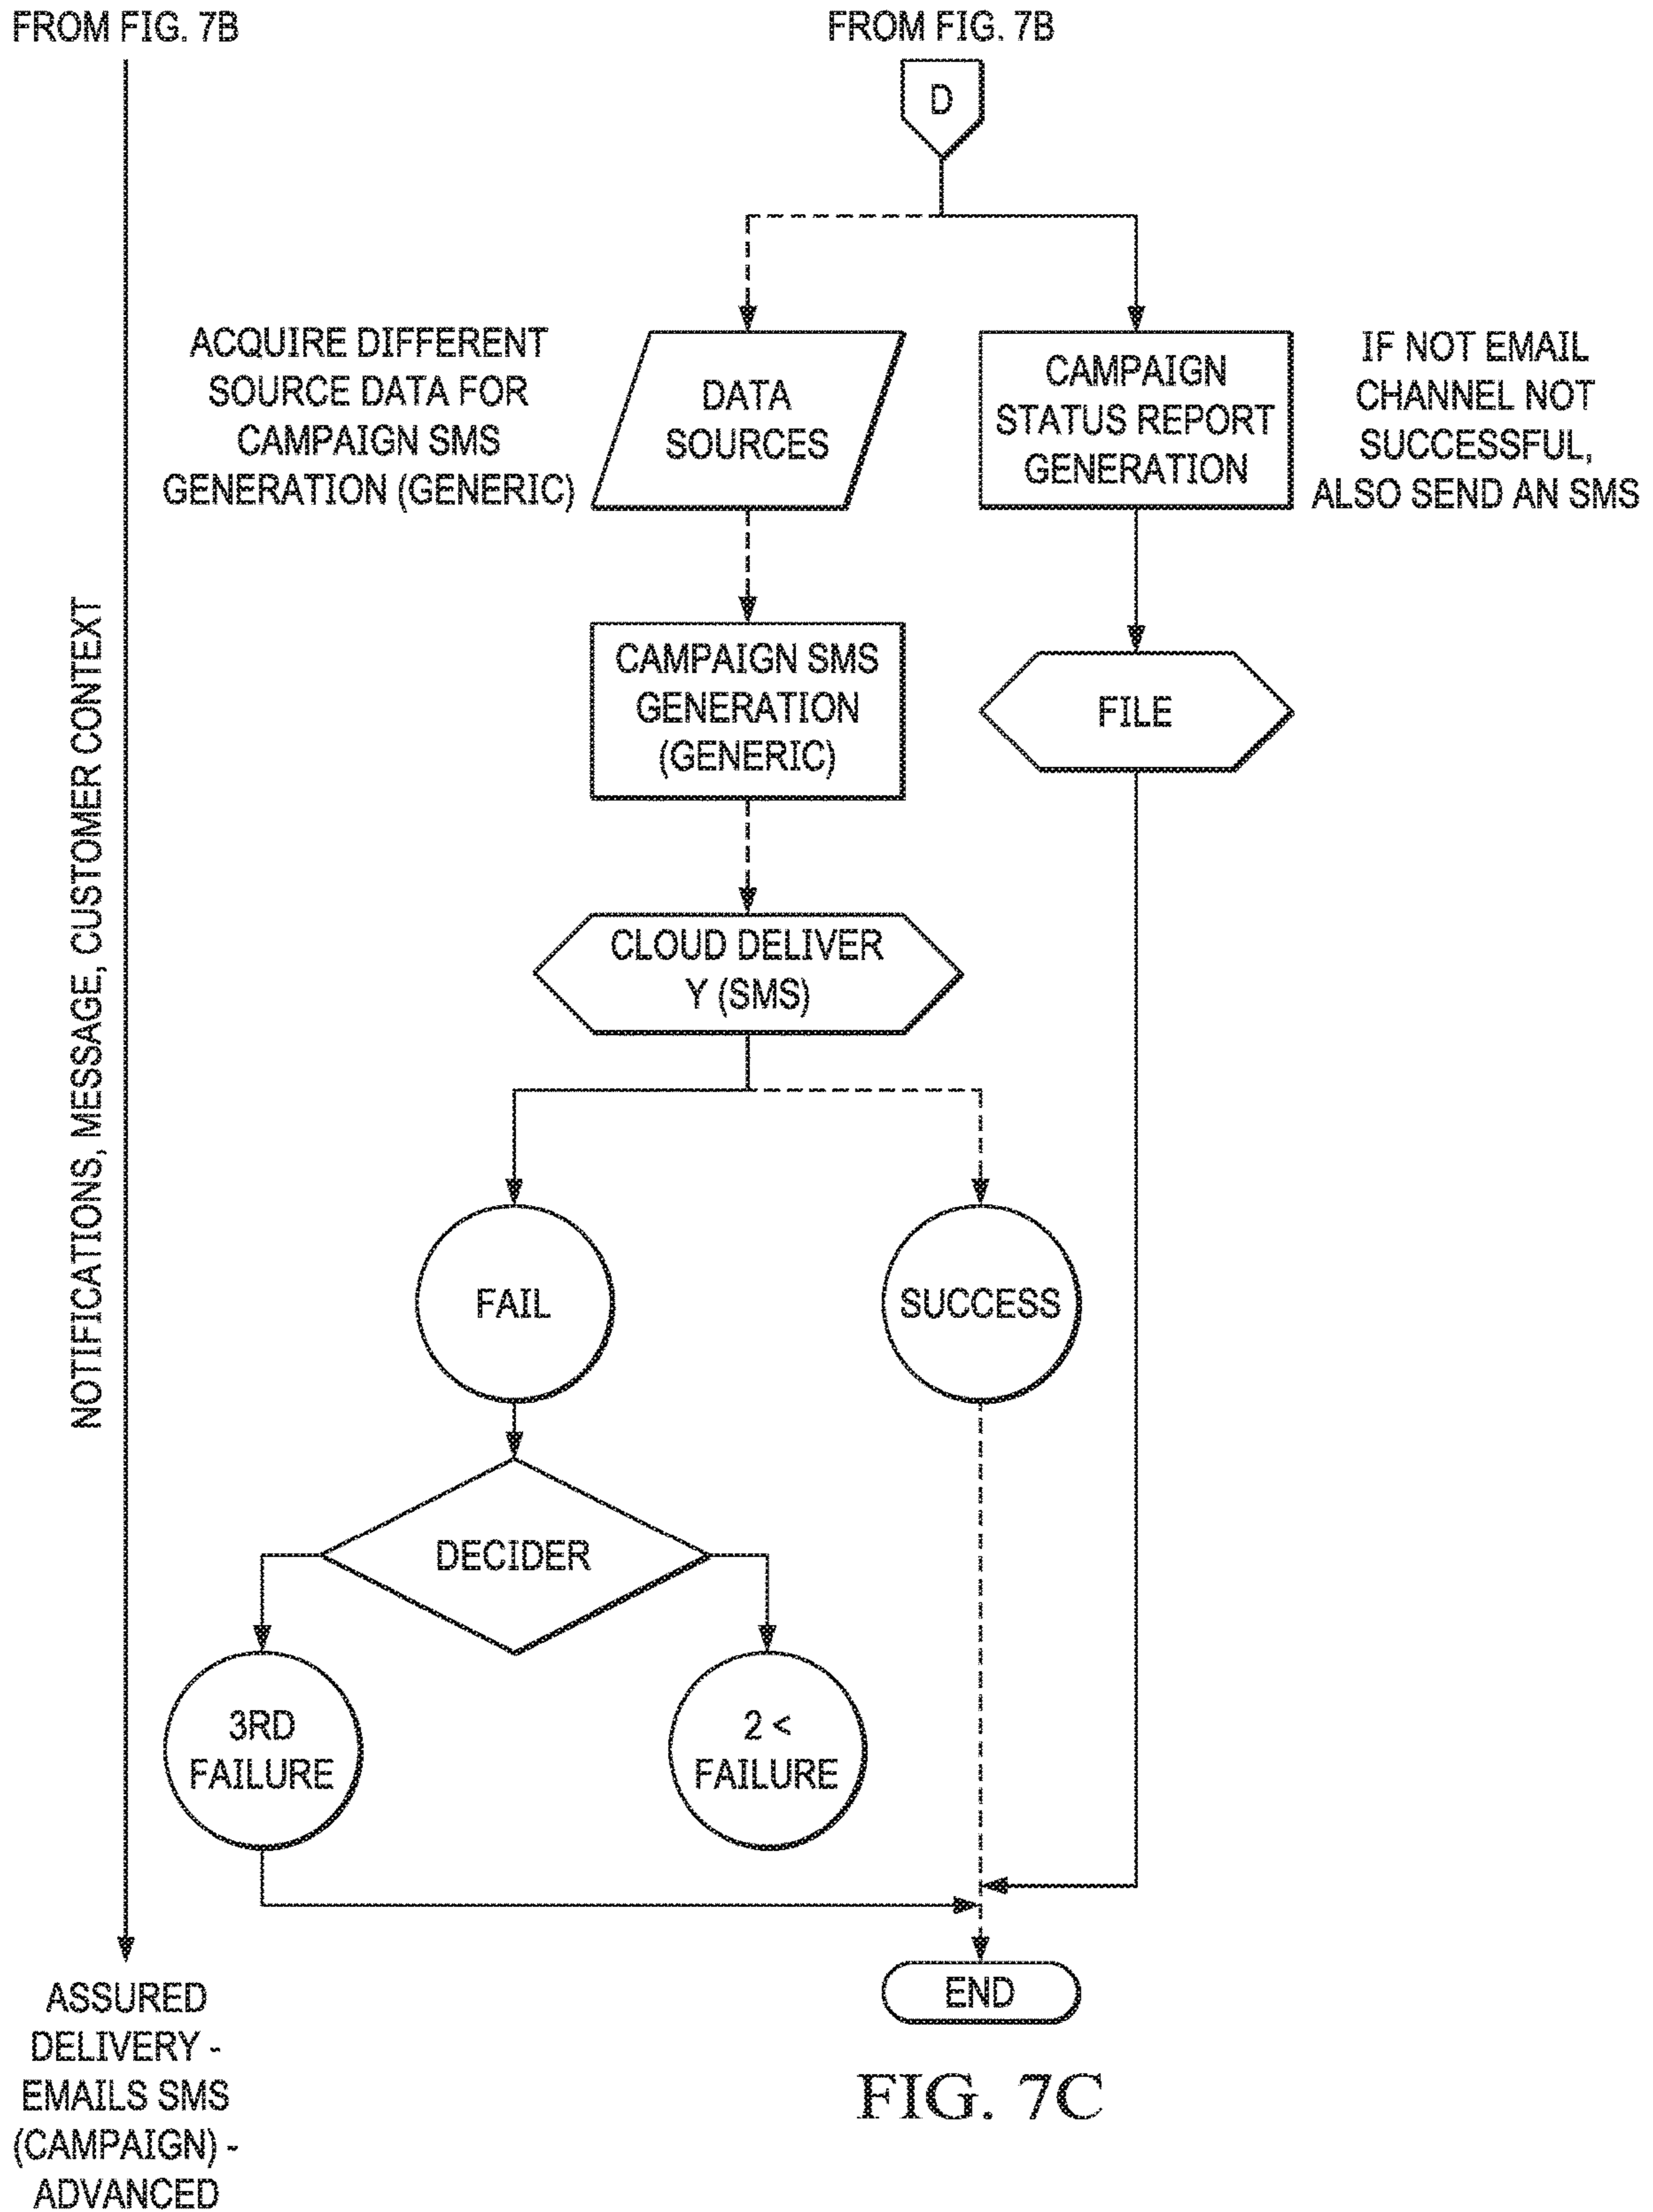 FROM FIG. 7B
FROM FIG. 7B
D
ACQUIRE DIFFERENT
SOURCE DATA FOR
CAMPAIGN SMS
GENERATION (GENERIC)
DATA
SOURCES
CAMPAIGN
STATUS REPORT
GENERATION
IF NOT EMAIL
CHANNEL NOT
SUCCESSFUL,
ALSO SEND AN SMS
NOTIFICATIONS, MESSAGE, CUSTOMER CONTEXT
CAMPAIGN SMS
GENERATION
(GENERIC)
FILE
CLOUD DELIVER
Y (SMS)
FAIL
SUCCESS
DECIDER
3RD
FAILURE
2 <
FAILURE
END
ASSURED
DELIVERY -
EMAILS SMS
(CAMPAIGN) -
ADVANCED
FIG. 7C